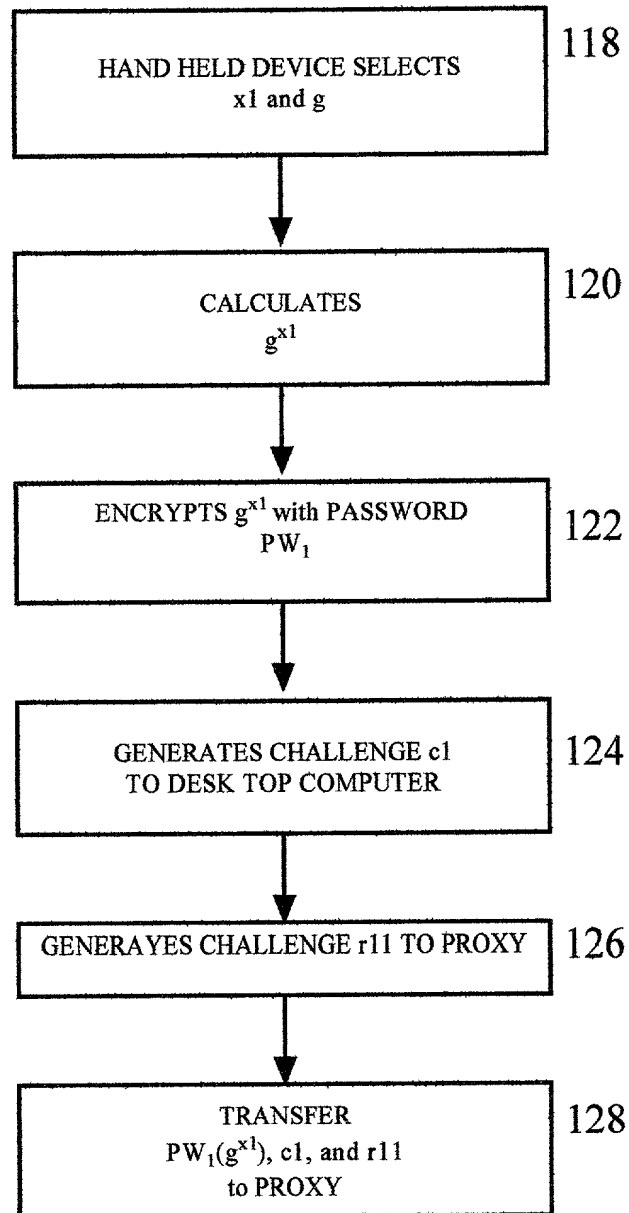 HAND HELD DEVICE SELECTS
x1 and g
118
CALCULATES
g^x1
120
ENCRYPTS g^x1 with PASSWORD
PW₁
122
GENERATES CHALLENGE c1
TO DESK TOP COMPUTER
124
GENERAYES CHALLENGE r11 TO PROXY
126
TRANSFER
PW₁(g^x1), c1, and r11
to PROXY
128